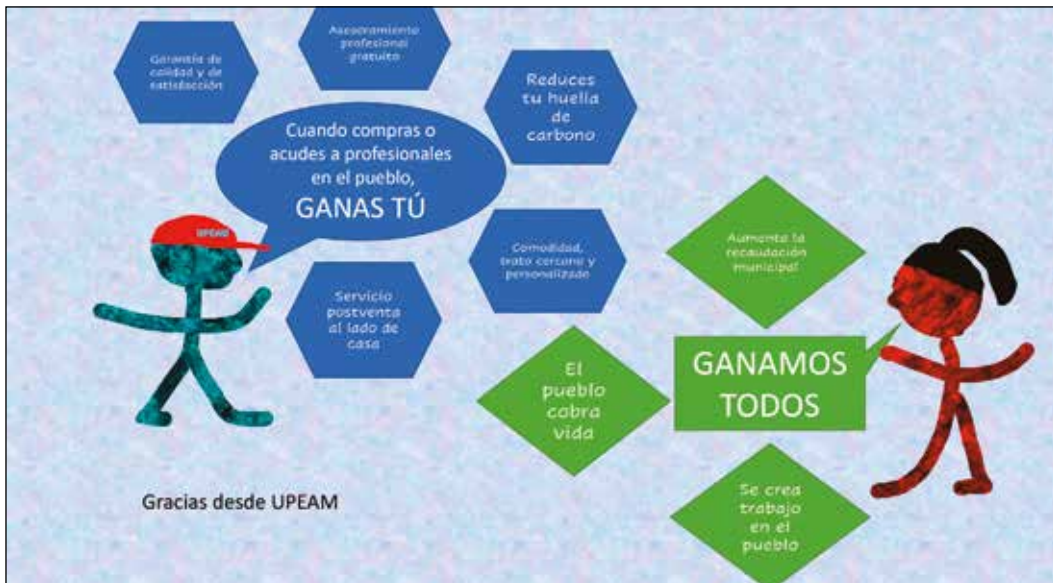 Garantía de
calidad y de
satisfacción
Asesoramiento
profesional
gratuito
Reduces
tu huella
de
carbono
Cuando compras o
acudes a profesionales
en el pueblo,
GANAS TÚ
UPEAM
Comodidad,
trato cercano y
personalizado
Servicio
postventa
al lado de
casa
Aumenta la
recaudación
municipal
El
pueblo
cobra
vida
GANAMOS
TODOS
Se crea
trabajo
en el
pueblo
Gracias desde UPEAM